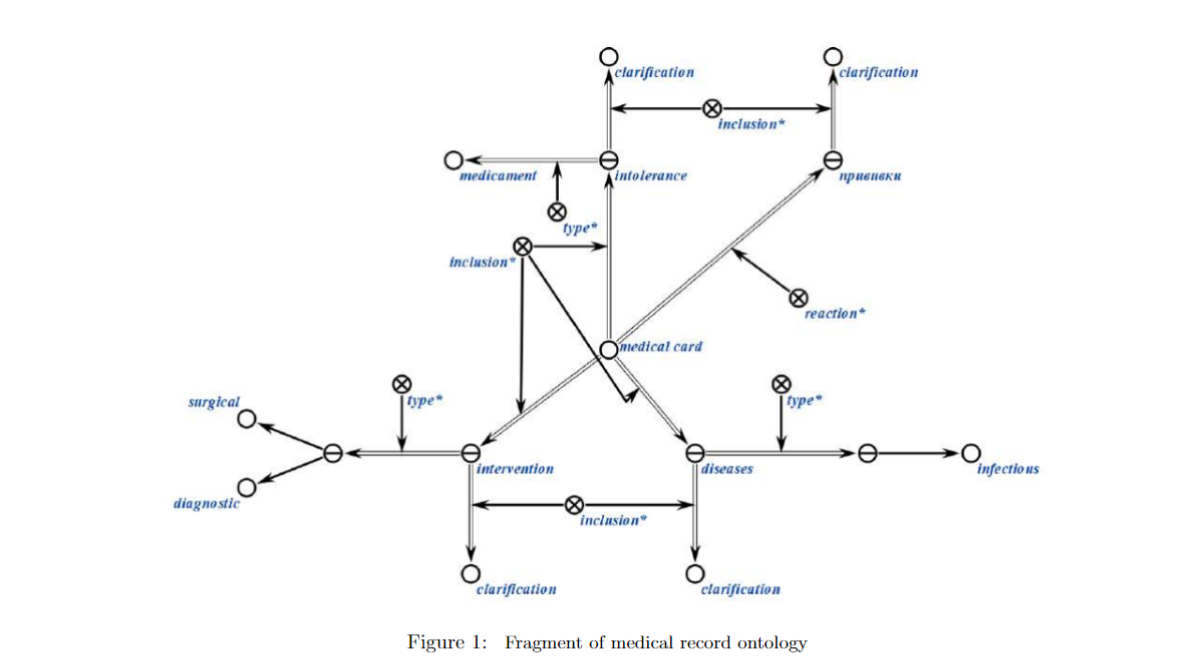 clarification
clarification
inclusion*
medicament
intolerance
прививки
type*
inclusion*
reaction*
medical card
surgical
type*
type*
intervention
diseases
infectious
diagnostic
inclusion*
clarification
clarification
Figure 1: Fragment of medical record ontology